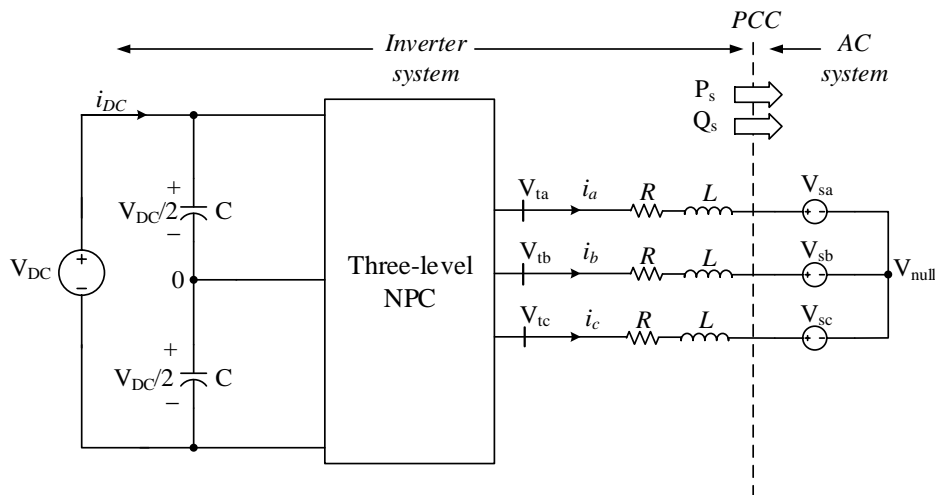 PCC
Inverter system
AC system
i_DC
P_s
Q_s
+
V_DC/2
−
C
V_ta
i_a
R
L
V_sa
+ -
V_DC
+
−
0
Three-level NPC
V_tb
i_b
R
L
V_sb
+ -
V_null
V_tc
i_c
R
L
V_sc
+ -
+
V_DC/2
−
C